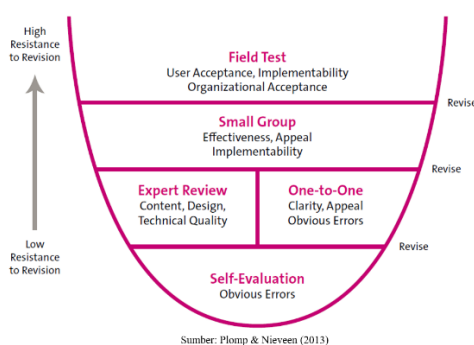 High
Resistance
to Revision
Field Test
User Acceptance, Implementability
Organizational Acceptance
Revise
Small Group
Effectiveness, Appeal
Implementability
Revise
Expert Review
Content, Design,
Technical Quality
One-to-One
Clarity, Appeal
Obvious Errors
Low
Resistance
to Revision
Revise
Self-Evaluation
Obvious Errors
Sumber: Plomp & Nieveen (2013)